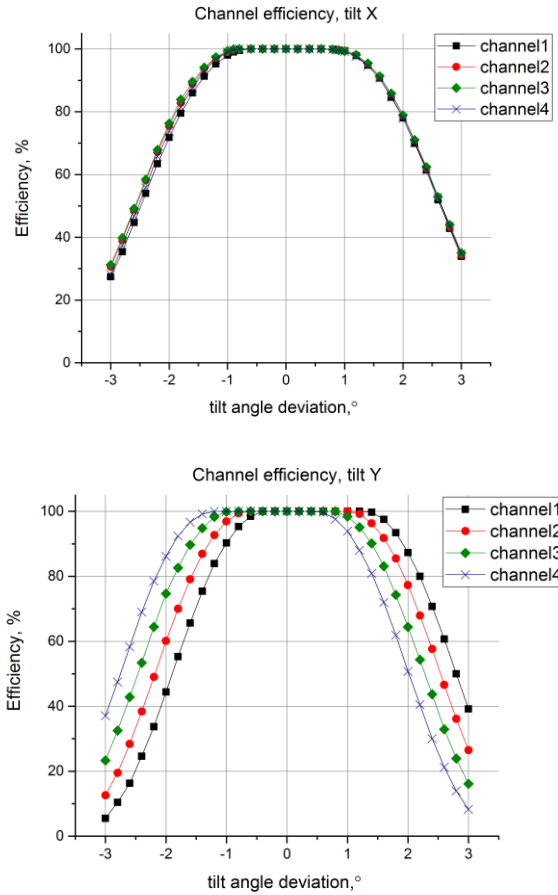 Channel efficiency, tilt X
channel1
channel2
channel3
channel4
Efficiency, %
100
80
60
40
20
0
-3 -2 -1 0 1 2 3
tilt angle deviation,°
Channel efficiency, tilt Y
channel1
channel2
channel3
channel4
Efficiency, %
100
80
60
40
20
0
-3 -2 -1 0 1 2 3
tilt angle deviation,°